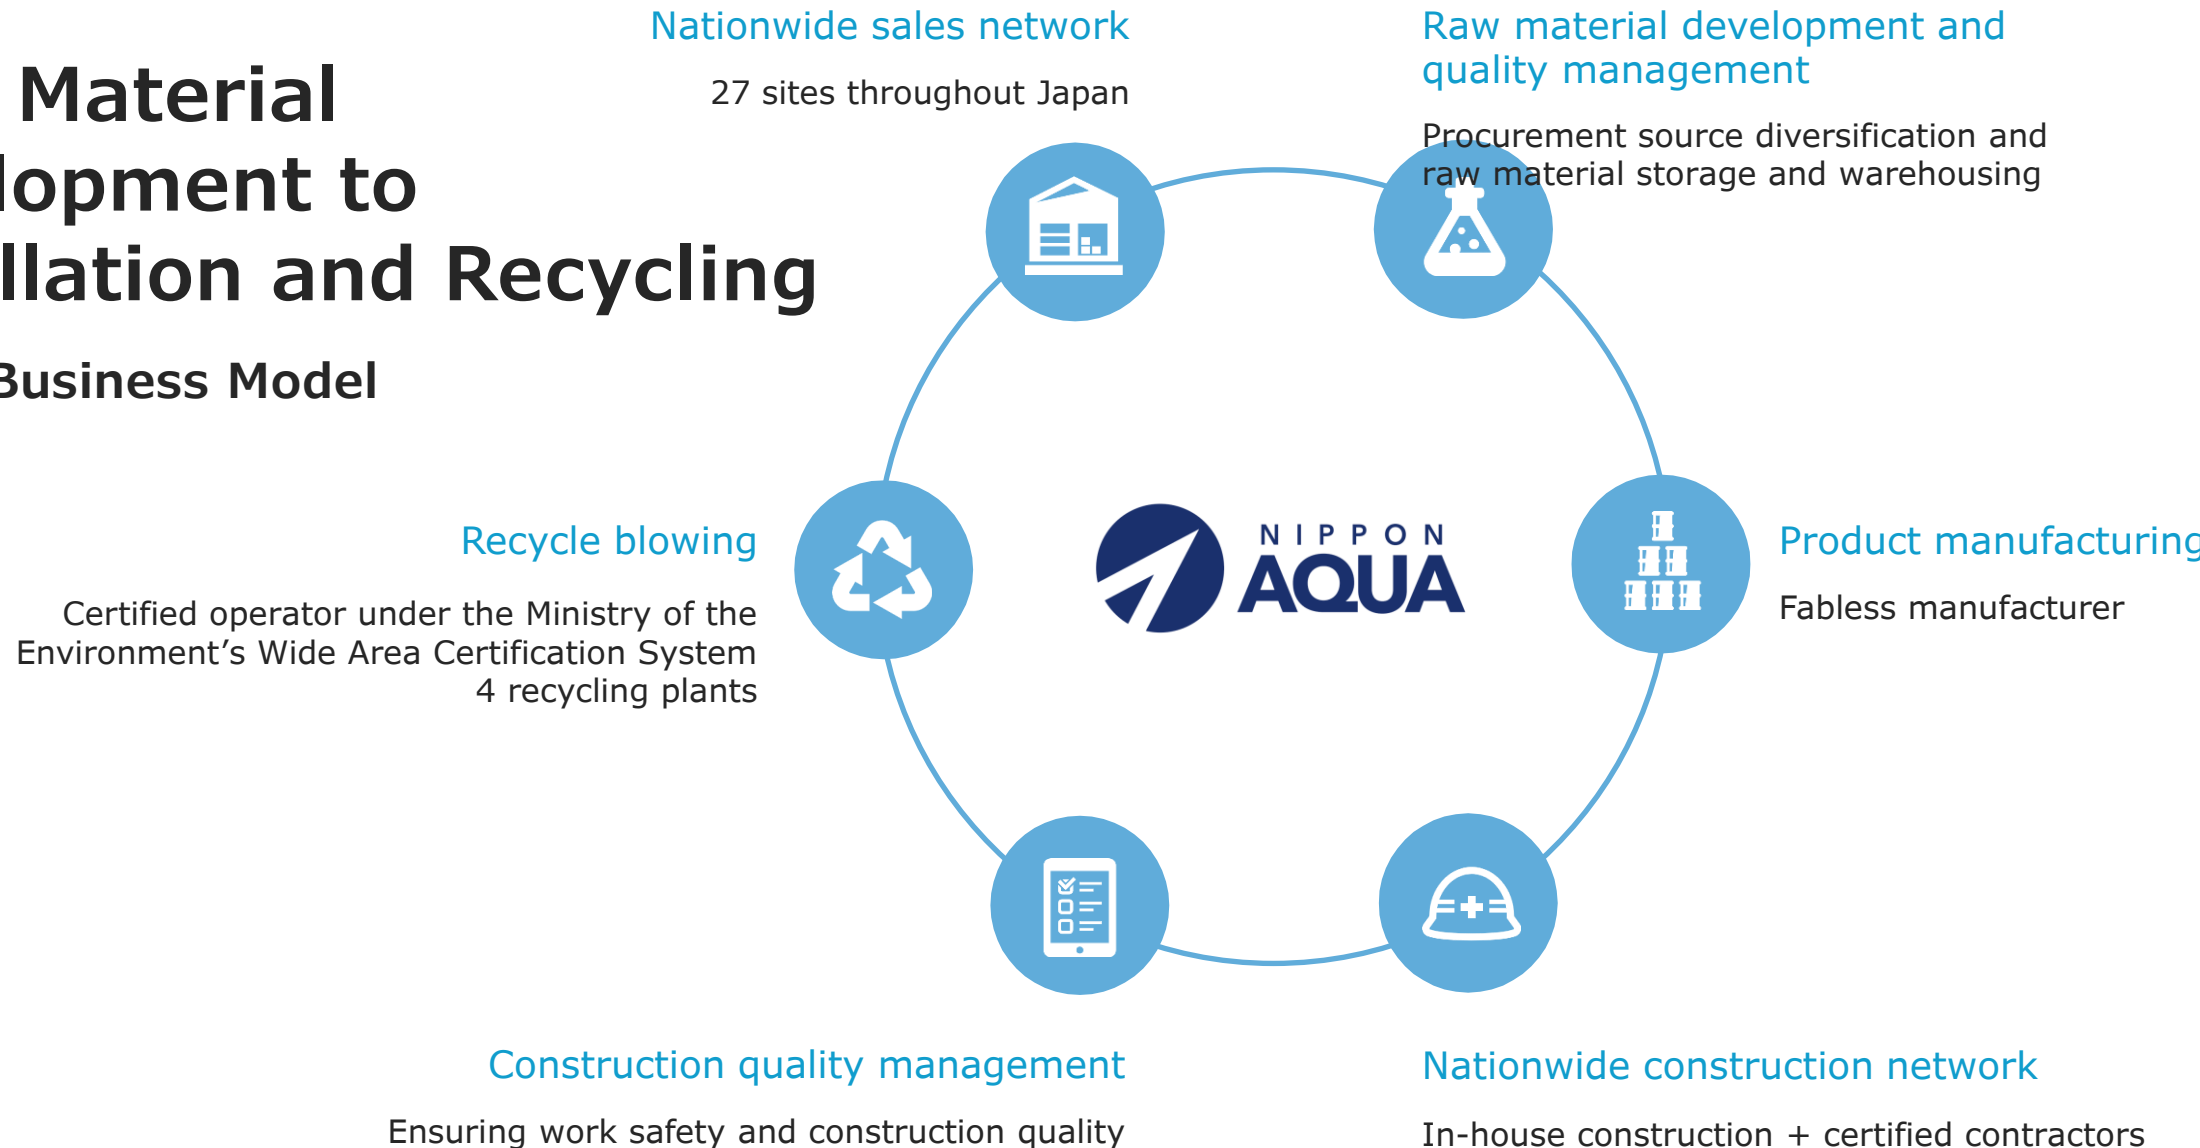 Material
lopment to
llation and Recycling
Business Model
Nationwide sales network
27 sites throughout Japan
Raw material development and
quality management
Procurement source diversification and
raw material storage and warehousing
Recycle blowing
Certified operator under the Ministry of the
Environment’s Wide Area Certification System
4 recycling plants
NIPPON
AQUA
Product manufacturing
Fabless manufacturer
Construction quality management
Ensuring work safety and construction quality
Nationwide construction network
In-house construction + certified contractors